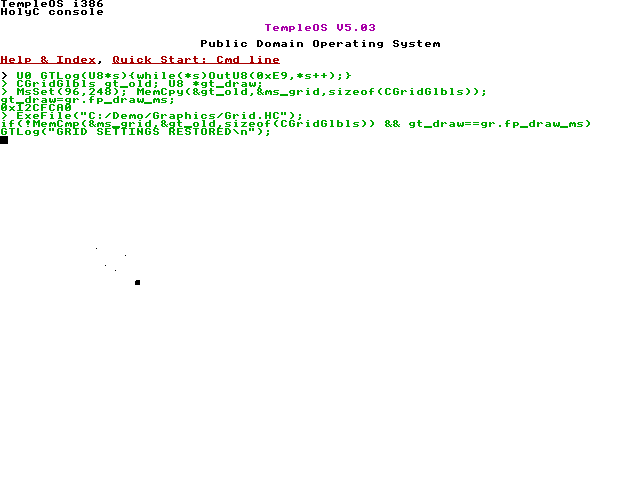 TempleOS i386
HolyC console
TempleOS V5.03
Public Domain Operating System
Help & Index, Quick Start: Cmd line
> U0 GTLog(U8*s){while(*s)OutU8(0xE9,*s++);}
> CGridGlbls gt_old; U8 *gt_draw;
> MsSet(96,248); MemCpy(&gt_old,&ms_grid,sizeof(CGridGlbls));
gt_draw=gr.fp_draw_ms;
0x12CFCA0
> ExeFile("C:/Demo/Graphics/Grid.HC");
if(!MemCmp(&ms_grid,&gt_old,sizeof(CGridGlbls)) && gt_draw==gr.fp_draw_ms)
GTLog("GRID SETTINGS RESTORED\n");